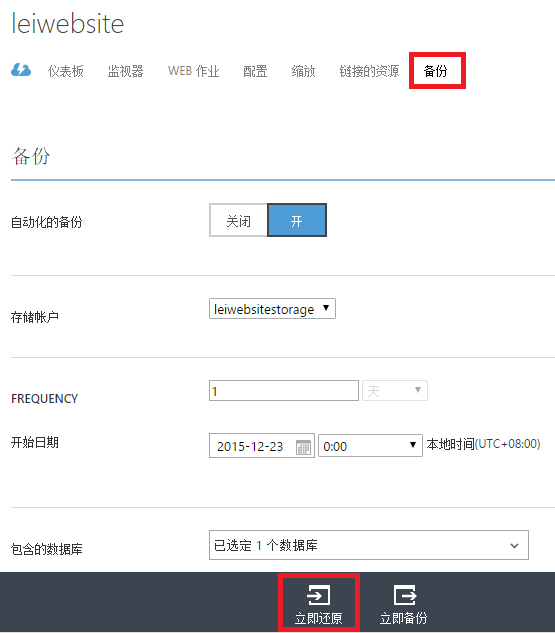 leiwebsite
仪表板 监视器 WEB 作业 配置 缩放 链接的资源 备份
备份
自动化的备份 关闭 开
存储帐户 leiwebsitestorage
FREQUENCY 1 天
开始日期 2015-12-23 0:00 本地时间(UTC+08:00)
包含的数据库 已选定 1 个数据库
立即还原 立即备份